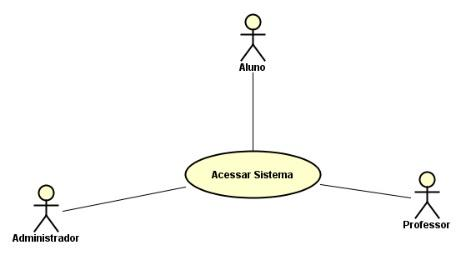 Aluno
Acessar Sistema
Administrador
Professor